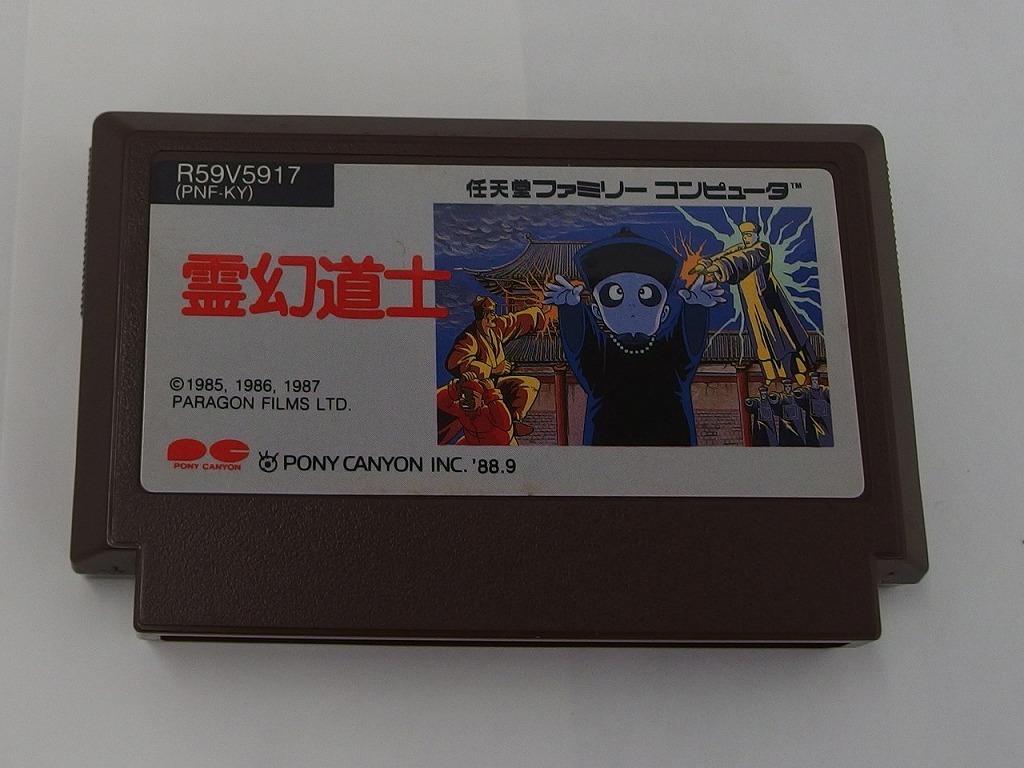 R59V5917
(PNF-KY)
任天堂ファミリー コンピュータ™
霊幻道士
©1985, 1986, 1987
PARAGON FILMS LTD.
PC
PONY CANYON
PONY CANYON INC. '88.9